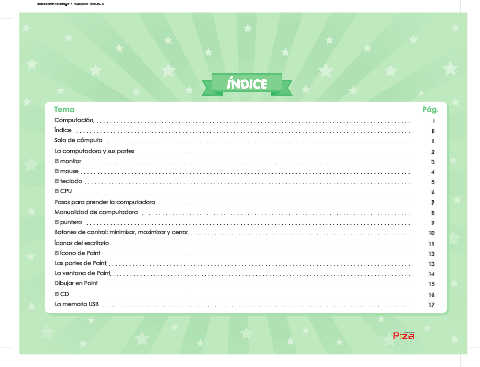 ÍNDICE
Tema Pág.
Computación 1
Índice II
Sala de cómputo 1
La computadora y sus partes 2
El monitor 3
El mouse 4
El teclado 5
El CPU 6
Pasos para prender la computadora 7
Manualidad de computadora 8
El puntero 9
Botones de control: minimizar, maximizar y cerrar 10
Íconos del escritorio 11
El ícono de Paint 12
Las partes de Paint 13
La ventana de Paint 14
Dibujar en Paint 15
El CD 16
La memoria USB 17